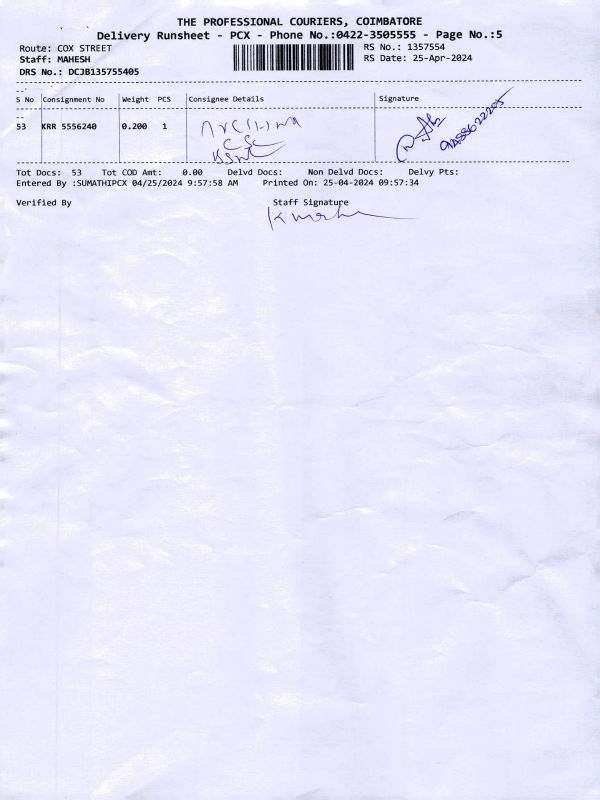 THE PROFESSIONAL COURIERS, COIMBATORE
Delivery Runsheet - PCX - Phone No.:0422-3505555 - Page No.:5
Route: COX STREET
RS No.: 1357554
Staff: MAHESH
RS Date: 25-Apr-2024
DRS No.: DCJB135755405
S No Consignment No Weight PCS Consignee Details Signature
53 KRR 5556240 0.200 1
CSC
Tot Docs: 53 Tot COD Amt: 0.00 Delvd Docs: Non Delvd Docs: Delvy Pts:
Entered By :SUMATHIPCX 04/25/2024 9:57:58 AM Printed On: 25-04-2024 09:57:34
Verified By Staff Signature